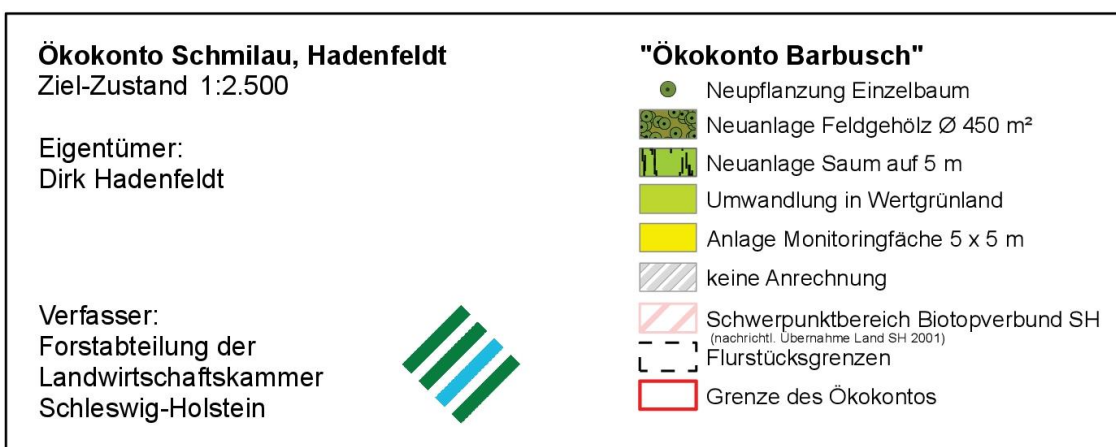 Ökokonto Schmilau, Hadenfeldt
Ziel-Zustand 1:2.500
Eigentümer:
Dirk Hadenfeldt
Verfasser:
Forstabteilung der
Landwirtschaftskammer
Schleswig-Holstein
"Ökokonto Barbusch"
Neupflanzung Einzelbaum
Neuanlage Feldgehölz Ø 450 m²
Neuanlage Saum auf 5 m
Umwandlung in Wertgrünland
Anlage Monitoringfäche 5 x 5 m
keine Anrechnung
Schwerpunktbereich Biotopverbund SH
(nachrichtl. Übernahme Land SH 2001)
Flurstücksgrenzen
Grenze des Ökokontos